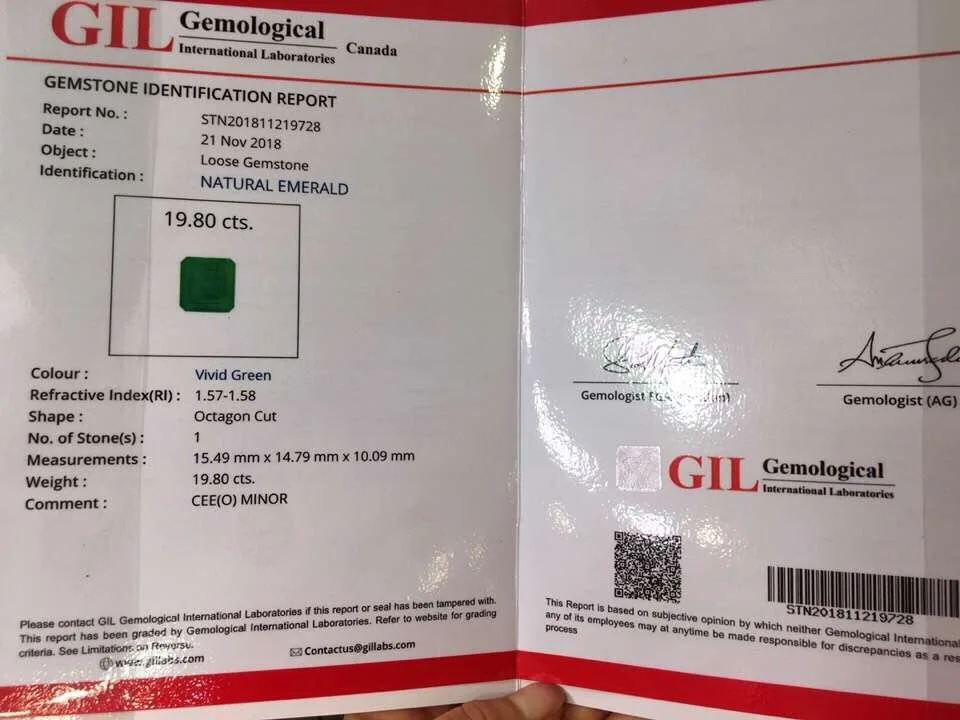 GIL Gemological
International Laboratories Canada
GEMSTONE IDENTIFICATION REPORT
Report No. : STN201811219728
Date : 21 Nov 2018
Object : Loose Gemstone
Identification : NATURAL EMERALD
19.80 cts.
Colour : Vivid Green
Refractive Index(RI) : 1.57-1.58
Shape : Octagon Cut
No. of Stone(s) : 1
Measurements : 15.49 mm x 14.79 mm x 10.09 mm
Weight : 19.80 cts.
Comment : CEE(O) MINOR
Please contact GIL Gemological International Laboratories if this report or seal has been tampered with.
This report has been graded by Gemological International Laboratories. Refer to website for grading
criteria. See Limitations on Reverse.
www.gillabs.com Contactus@gillabs.com
Gemologist
Gemologist (AG)
GIL Gemological
International Laboratories
STN201811219728
This Report is based on subjective opinion by which neither Gemological International
any of its employees may at anytime be made responsible for discrepancies as a
process